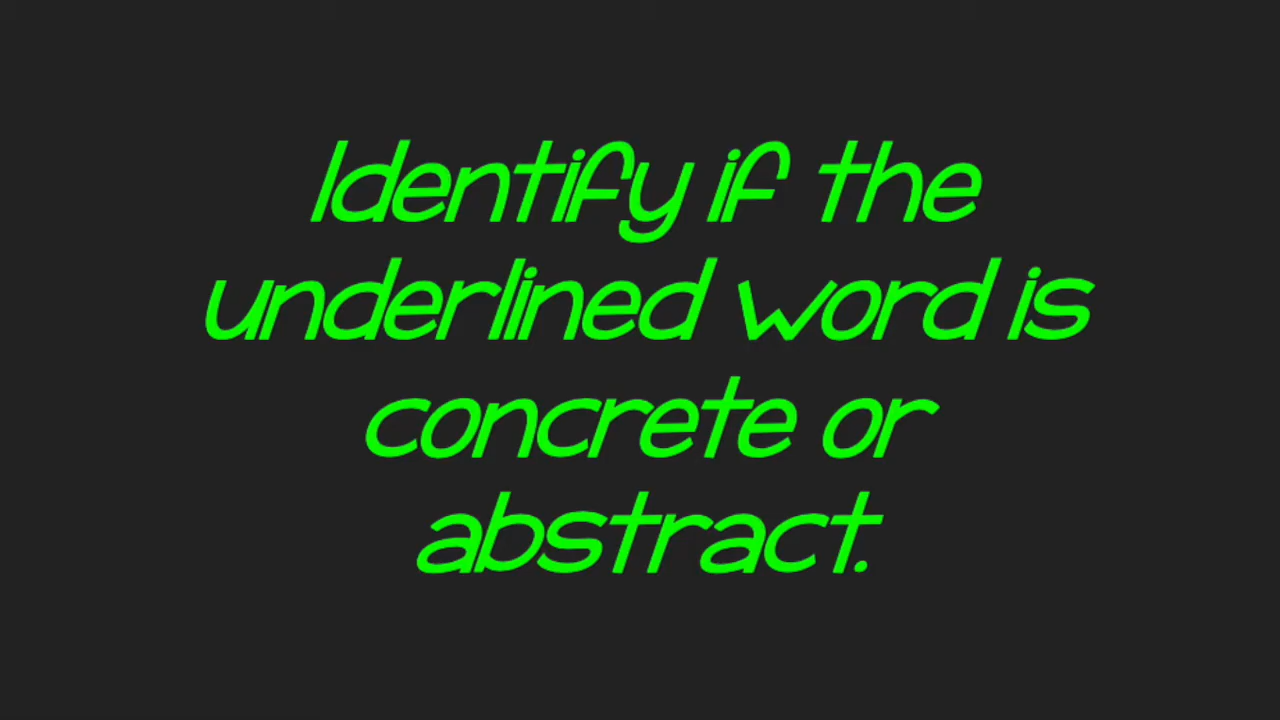 Identify if the
underlined word is
concrete or
abstract.